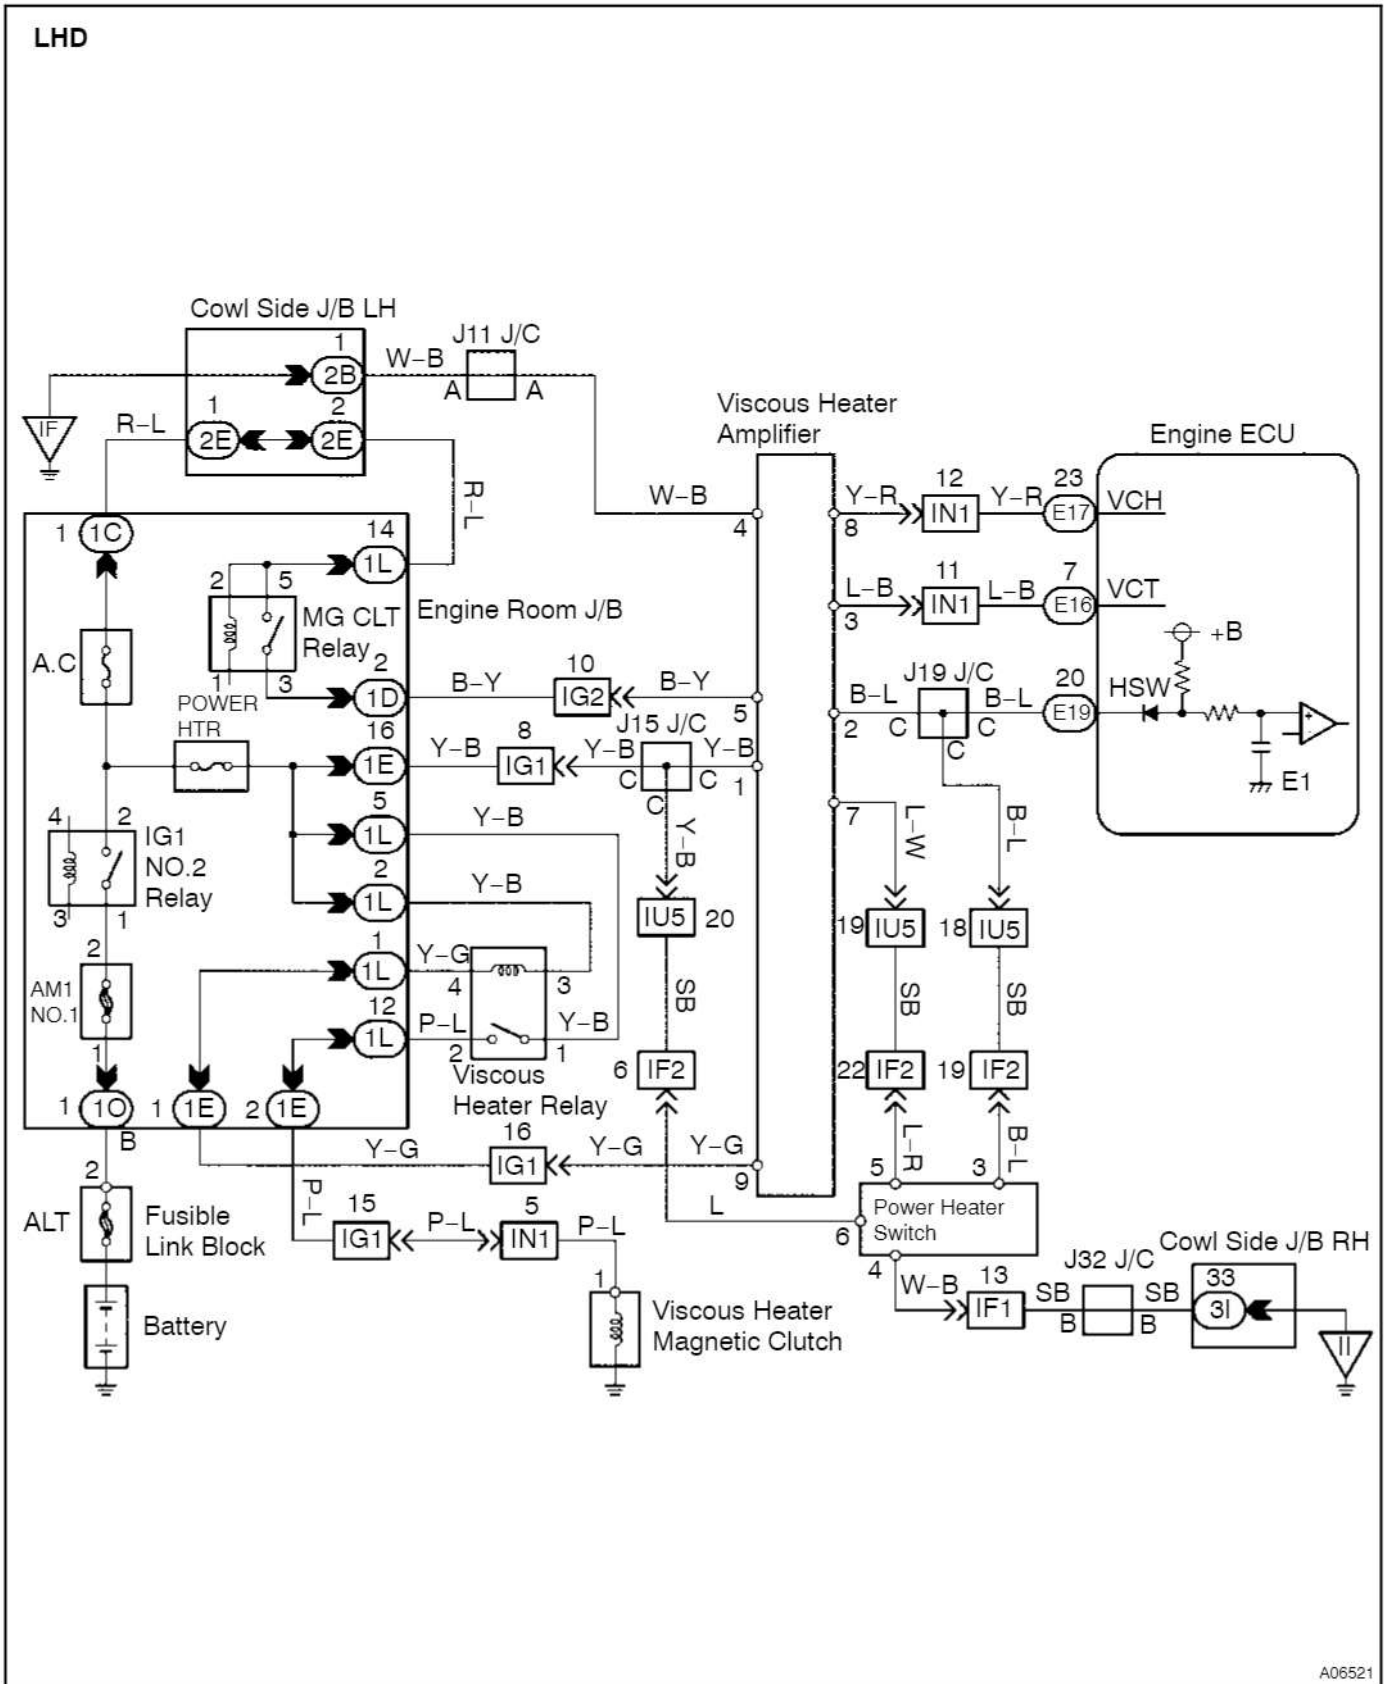 LHD
Cowl Side J/B LH
1
2B
W–B
J11 J/C
A
A
IF
R–L
1
2E
2
2E
R–L
Viscous Heater
Amplifier
Engine ECU
W–B
4
Y–R
8
12
IN1
Y–R
23
E17
VCH
L–B
3
11
IN1
L–B
7
E16
VCT
+B
1
1C
14
1L
2
5
MG CLT
Relay
1
3
Engine Room J/B
A.C
POWER
HTR
2
1D
B–Y
10
IG2
B–Y
5
B–L
2
J19 J/C
C
C
C
B–L
20
E19
HSW
E1
16
1E
Y–B
8
IG1
Y–B
J15 J/C
C
C
C
Y–B
1
5
1L
Y–B
Y–B
7
L–W
B–L
4
2
IG1
NO.2
Relay
3
1
2
1L
Y–B
IU5
20
19
IU5
18
IU5
2
AM1
NO.1
1
1
1L
Y–G
4
3
SB
SB
SB
12
1L
P–L
2
1
Y–B
Viscous
Heater Relay
6
IF2
22
IF2
19
IF2
1
1O
B
1
1E
2
1E
Y–G
16
IG1
Y–G
Y–G
9
L–R
B–L
5
3
2
ALT
Fusible
Link Block
P–L
15
IG1
P–L
5
IN1
P–L
L
6
Power Heater
Switch
4
W–B
13
IF1
SB
B
J32 J/C
SB
B
Cowl Side J/B RH
33
3I
II
Battery
1
Viscous Heater
Magnetic Clutch
A06521